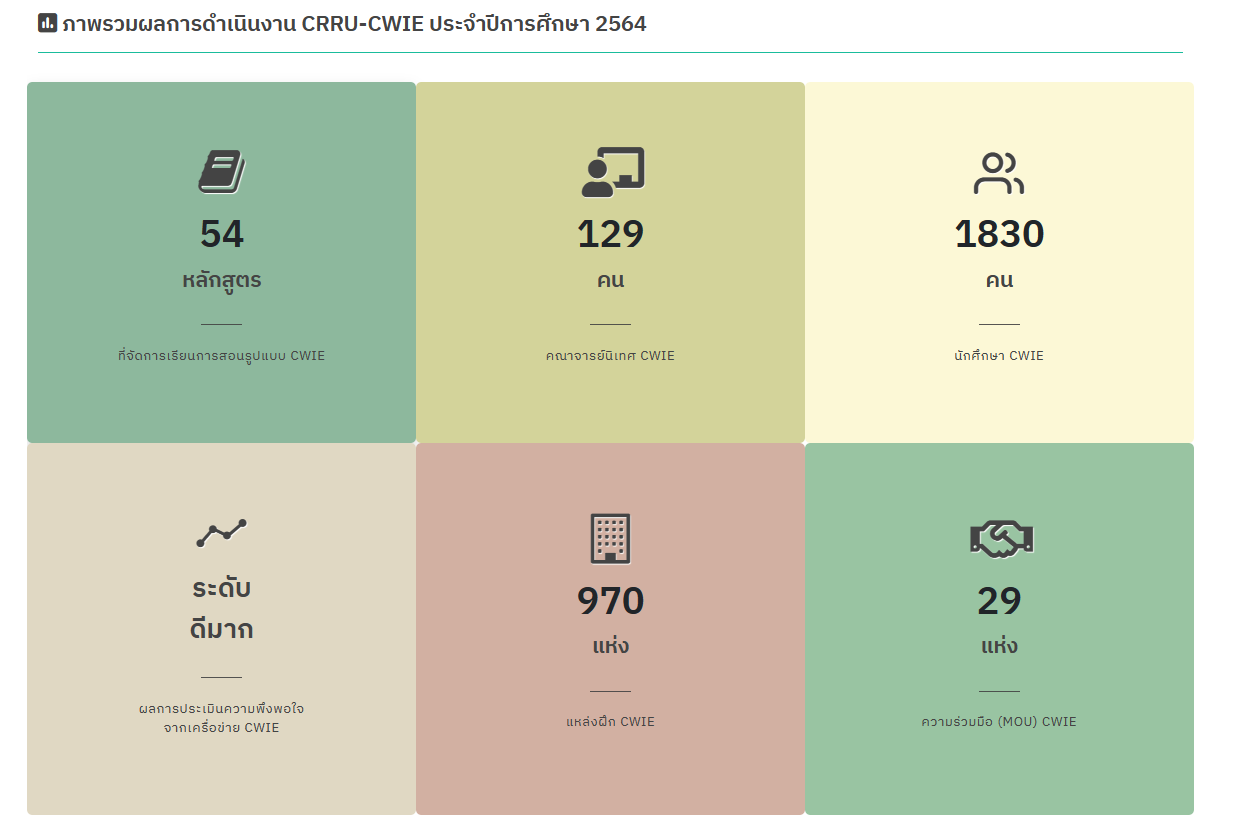 ภาพรวมผลการดำเนินงาน CRRU-CWIE ประจำปีการศึกษา 2564
54
หลักสูตร
ที่จัดการเรียนการสอนรูปแบบ CWIE
129
คน
คณาจารย์นิเทศ CWIE
1830
คน
นักศึกษา CWIE
ระดับ
ดีมาก
ผลการประเมินความพึงพอใจ
จากเครือข่าย CWIE
970
แห่ง
แหล่งฝึก CWIE
29
แห่ง
ความร่วมมือ (MOU) CWIE